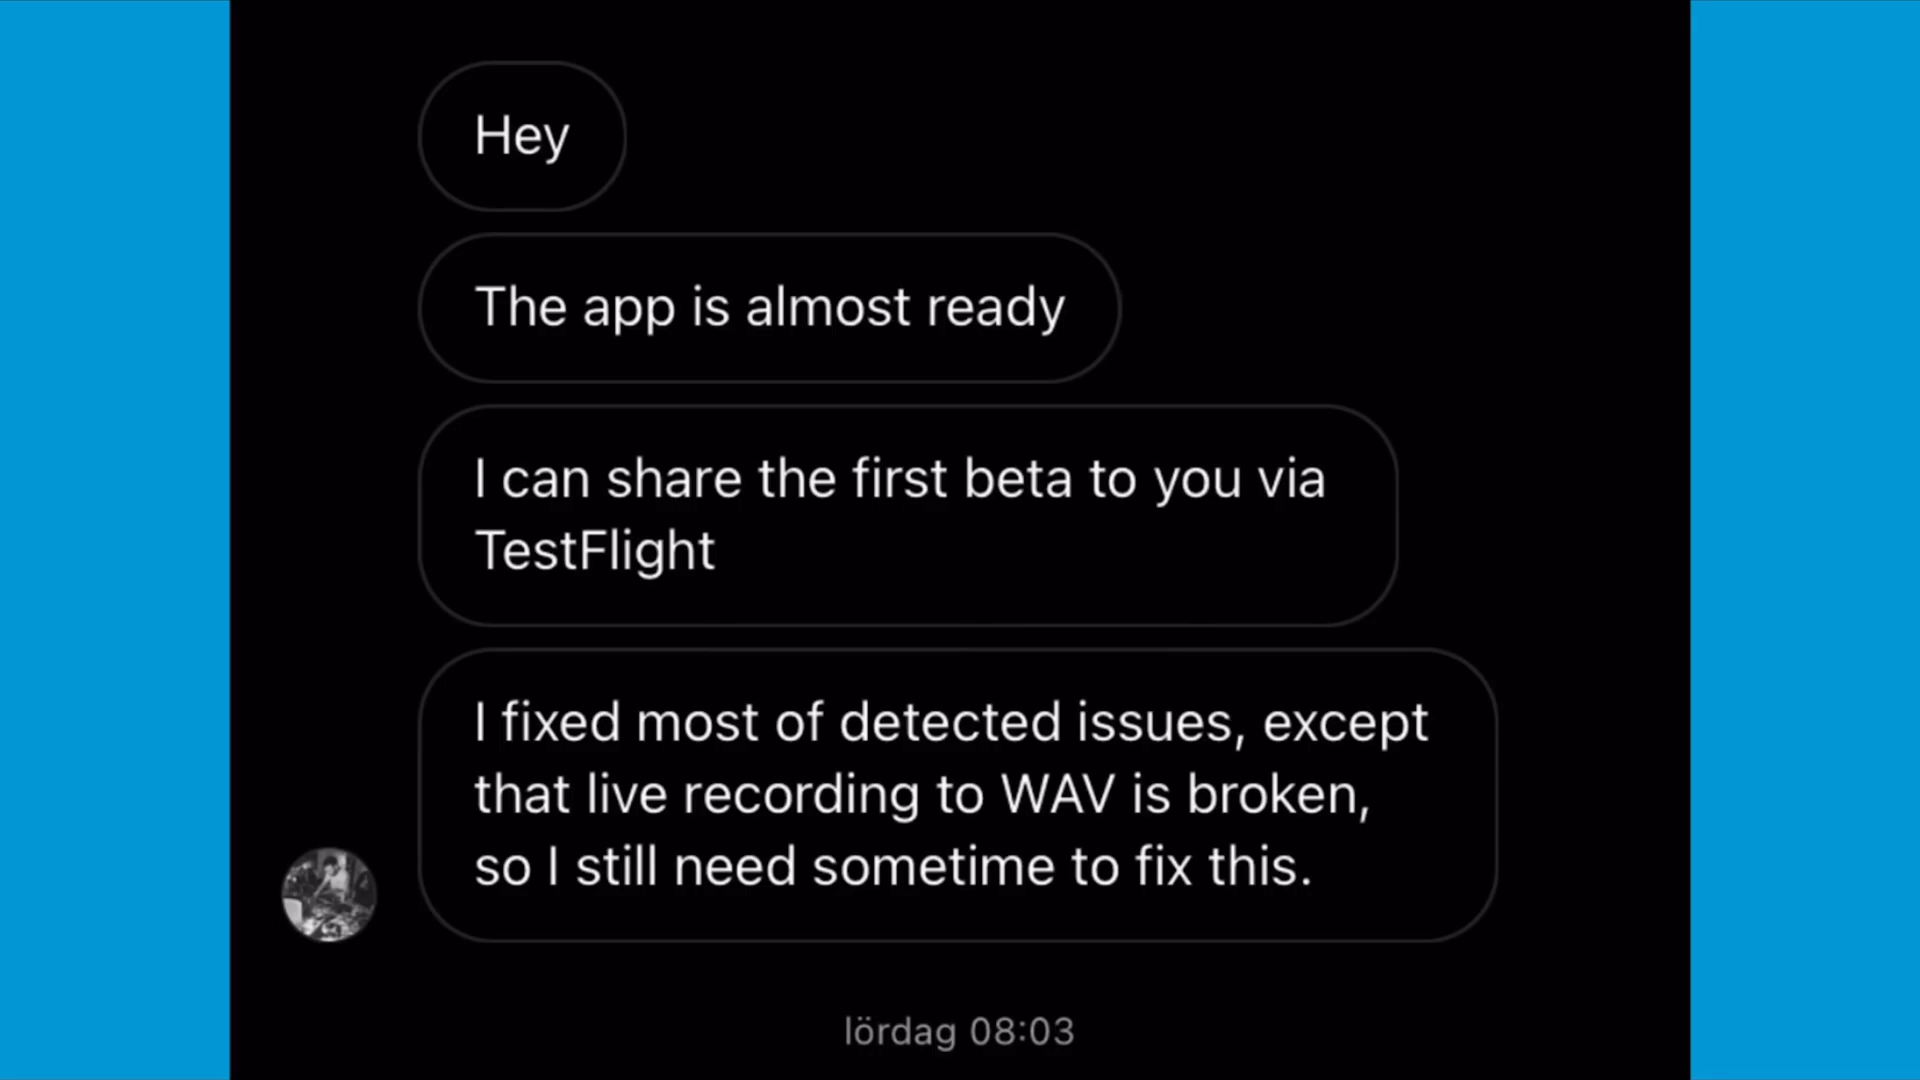 Hey
The app is almost ready
I can share the first beta to you via
TestFlight
I fixed most of detected issues, except
that live recording to WAV is broken,
so I still need sometime to fix this.
lördag 08:03